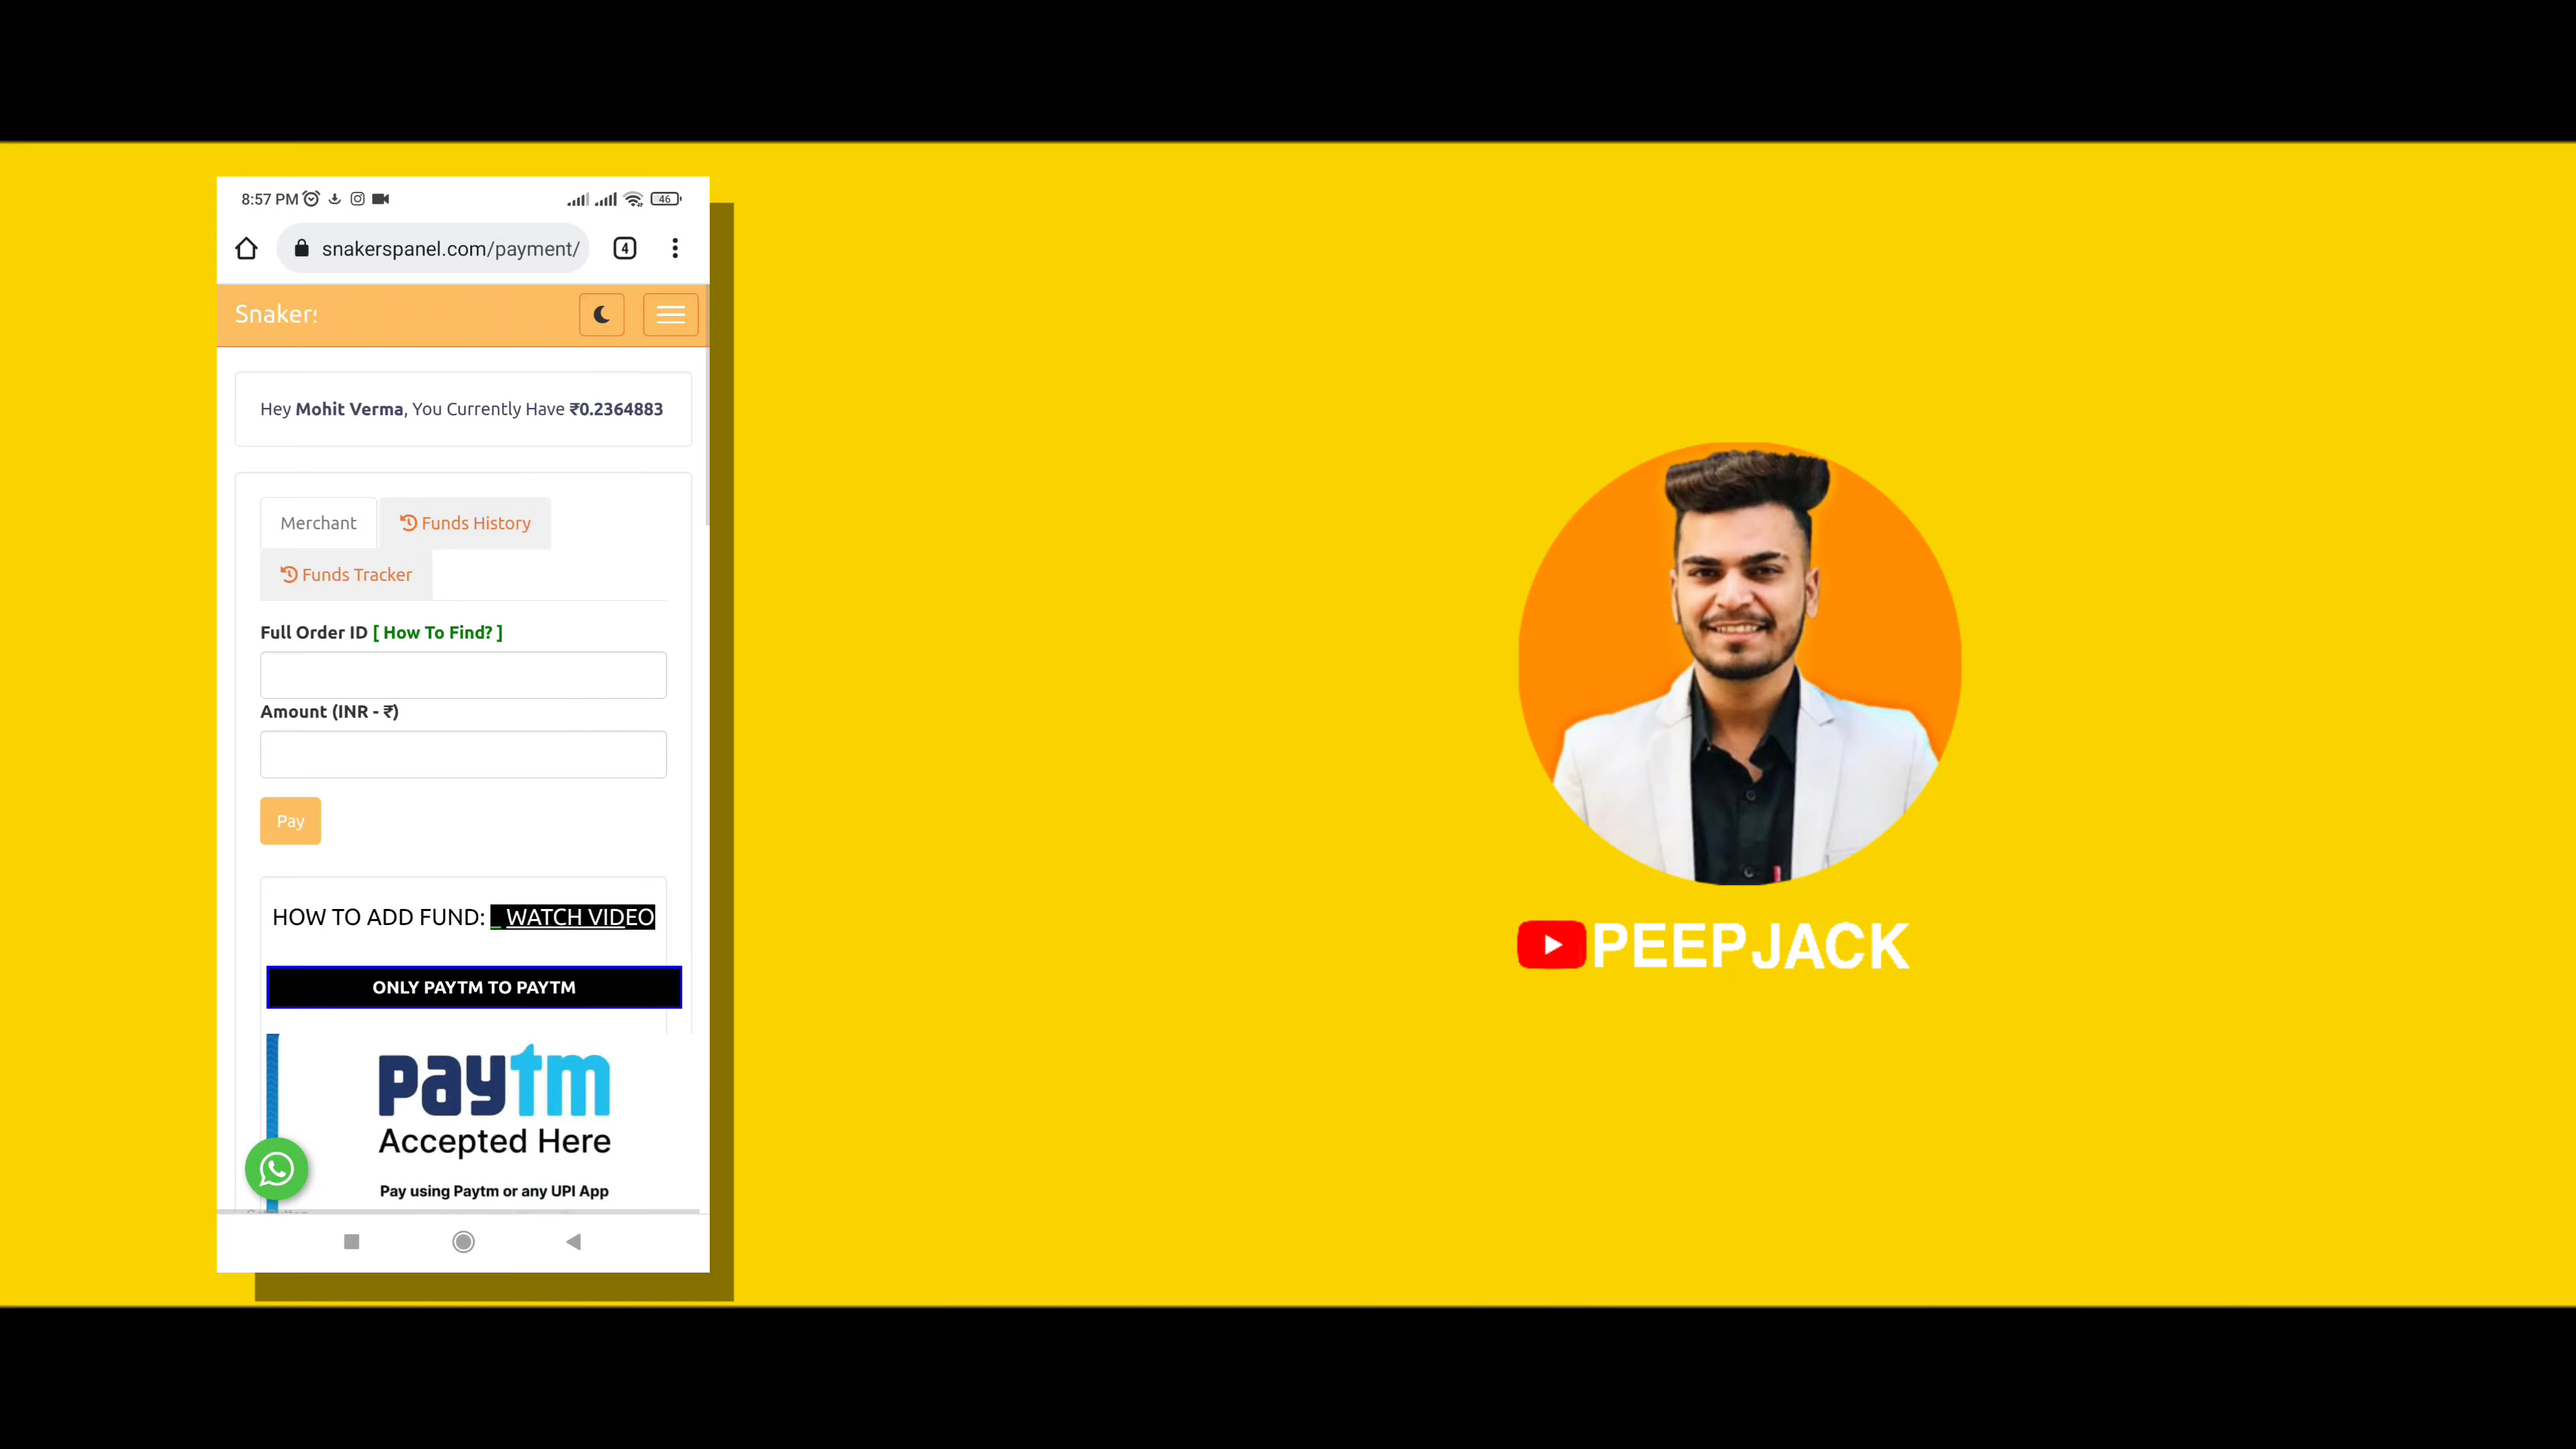 8:57 PM
46
snakerspanel.com/payment/
4
Snakers
Hey Mohit Verma, You Currently Have ₹0.2364883
Merchant
Funds History
Funds Tracker
Full Order ID [ How To Find? ]
Amount (INR - ₹)
Pay
HOW TO ADD FUND: WATCH VIDEO
ONLY PAYTM TO PAYTM
paytm
Accepted Here
Pay using Paytm or any UPI App
PEEPJACK